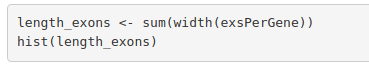 length_exons <- sum(width(exsPerGene))
hist(length_exons)